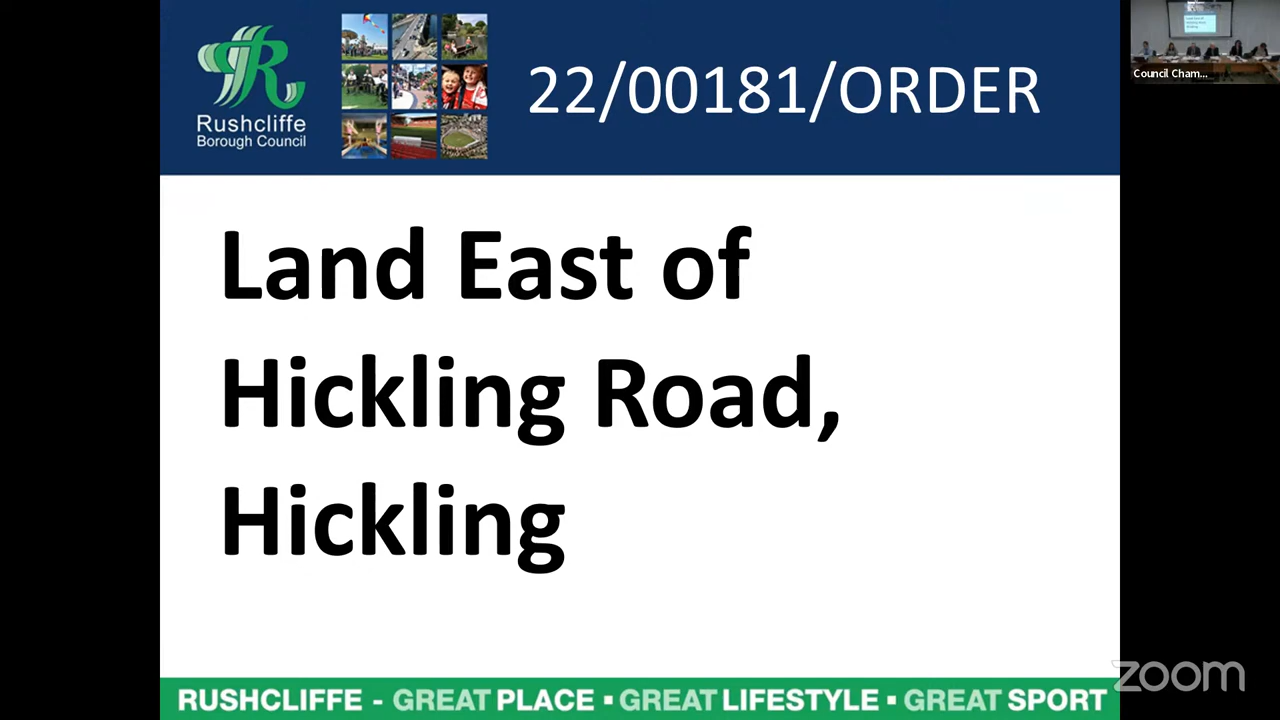 Rushcliffe
Borough Council
22/00181/ORDER
Council Cham...
Land East of
Hickling Road,
Hickling
RUSHCLIFFE - GREAT PLACE ▪ GREAT LIFESTYLE ▪ GREAT SPORT
zoom